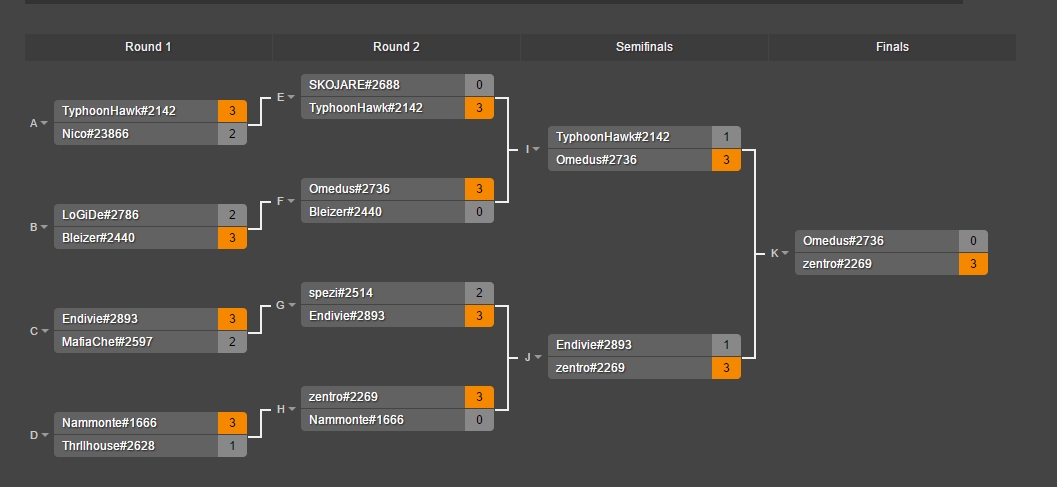 Round 1 Round 2 Semifinals Finals
A
TyphoonHawk#2142 3
Nico#23866 2
B
LoGiDe#2786 2
Bleizer#2440 3
C
Endivie#2893 3
MafiaChef#2597 2
D
Nammonte#1666 3
Thrllhouse#2628 1
E
SKOJARE#2688 0
TyphoonHawk#2142 3
F
Omedus#2736 3
Bleizer#2440 0
G
spezi#2514 2
Endivie#2893 3
H
zentro#2269 3
Nammonte#1666 0
I
TyphoonHawk#2142 1
Omedus#2736 3
J
Endivie#2893 1
zentro#2269 3
K
Omedus#2736 0
zentro#2269 3